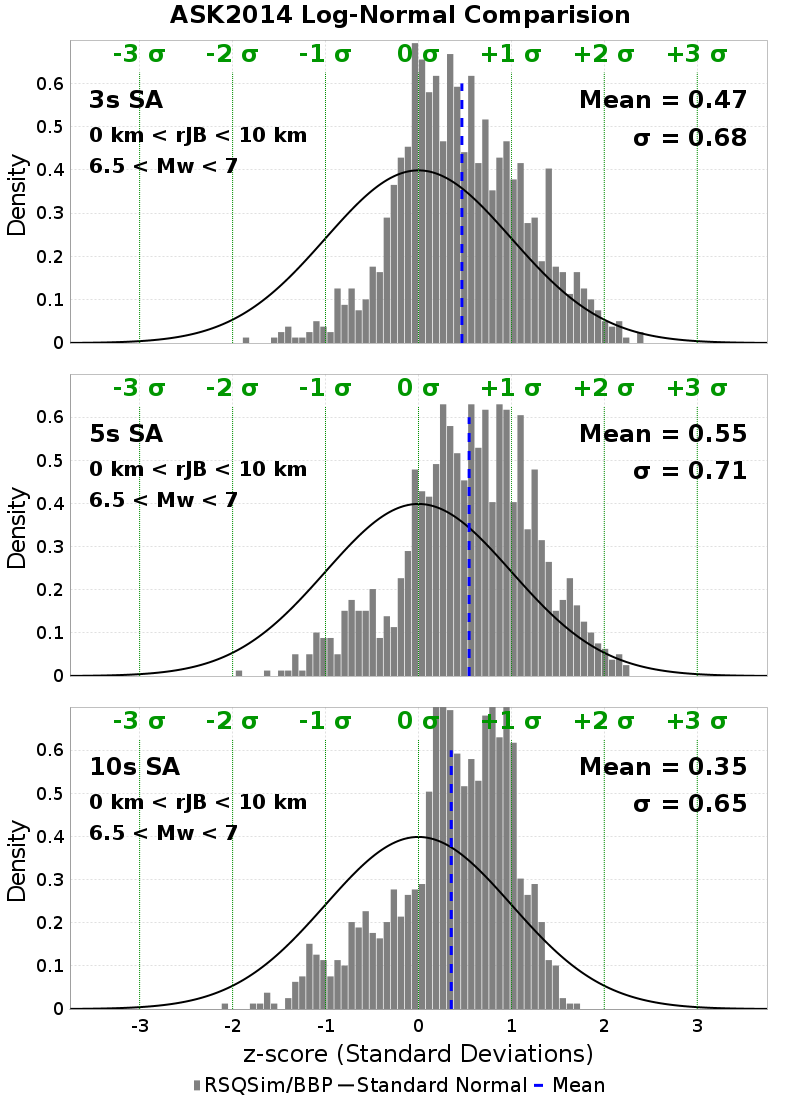 ASK2014 Log-Normal Comparision
-3 σ -2 σ -1 σ 0 σ +1 σ +2 σ +3 σ
3s SA
0 km < rJB < 10 km
6.5 < Mw < 7
Mean = 0.47
σ = 0.68
Density
0.6
0.5
0.4
0.3
0.2
0.1
0
-3 σ -2 σ -1 σ 0 σ +1 σ +2 σ +3 σ
5s SA
0 km < rJB < 10 km
6.5 < Mw < 7
Mean = 0.55
σ = 0.71
Density
0.6
0.5
0.4
0.3
0.2
0.1
0
-3 σ -2 σ -1 σ 0 σ +1 σ +2 σ +3 σ
10s SA
0 km < rJB < 10 km
6.5 < Mw < 7
Mean = 0.35
σ = 0.65
Density
0.6
0.5
0.4
0.3
0.2
0.1
0
-3 -2 -1 0 1 2 3
z-score (Standard Deviations)
RSQSim/BBP Standard Normal Mean